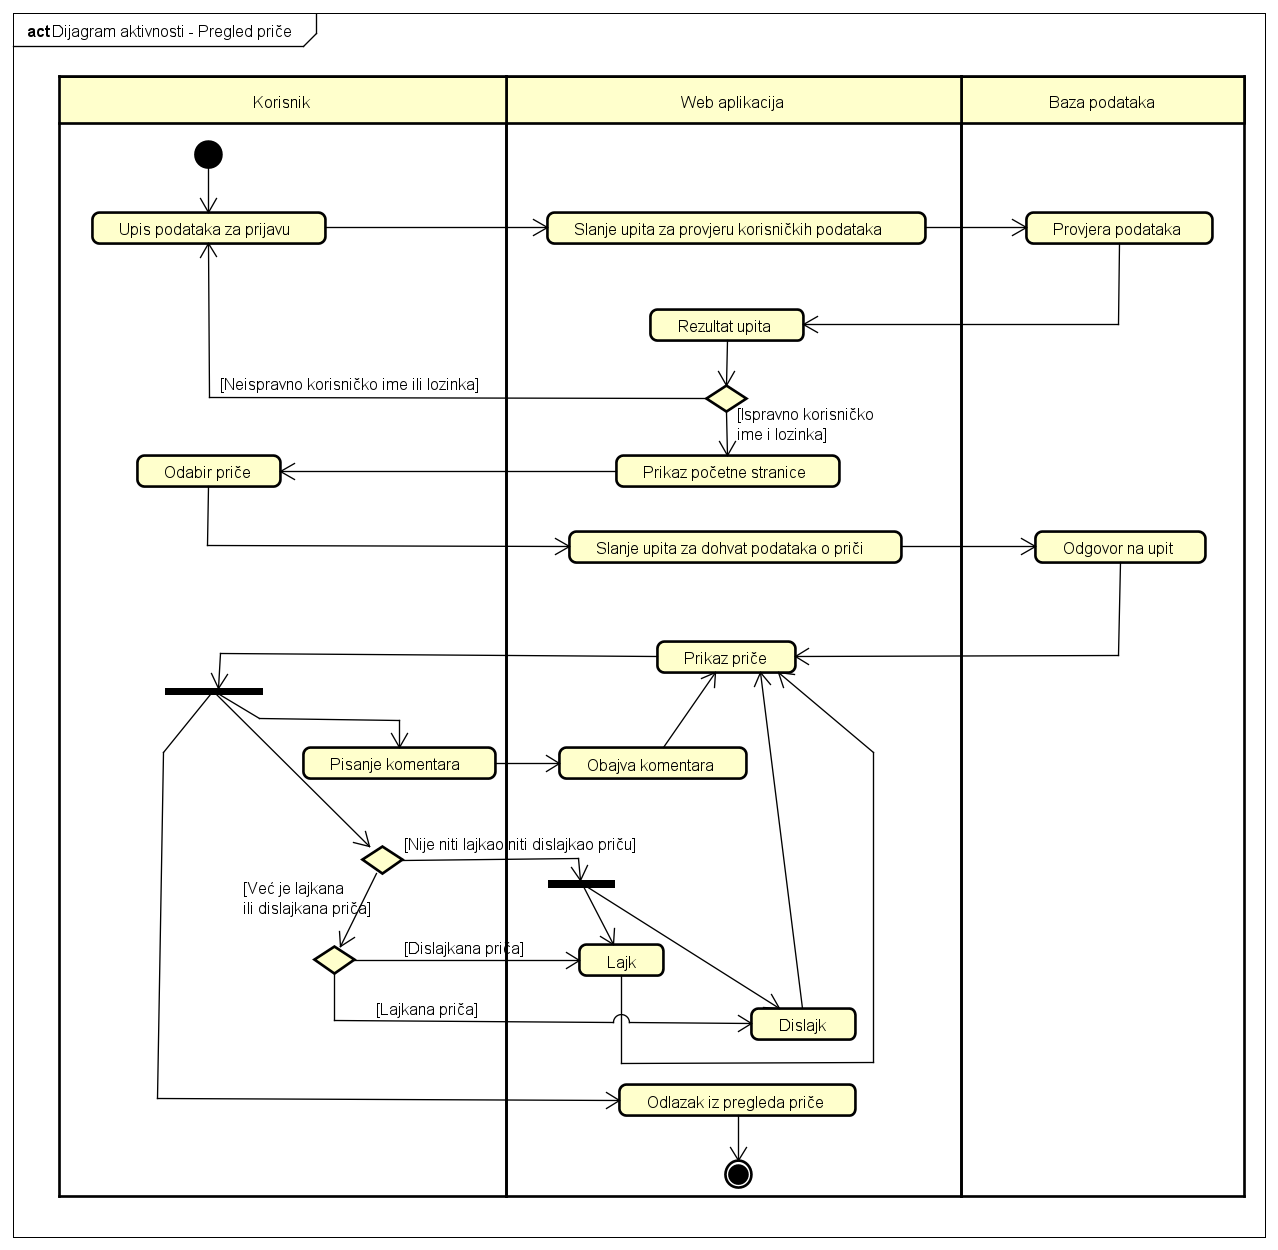 act Dijagram aktivnosti - Pregled priče
Korisnik
Web aplikacija
Baza podataka
Upis podataka za prijavu
Slanje upita za provjeru korisničkih podataka
Provjera podataka
Rezultat upita
[Neispravno korisničko ime ili lozinka]
[Ispravno korisničko
ime i lozinka]
Odabir priče
Prikaz početne stranice
Slanje upita za dohvat podataka o priči
Odgovor na upit
Prikaz priče
Pisanje komentara
Obajva komentara
[Nije niti lajkao niti dislajkao priču]
[Već je lajkana
ili dislajkana priča]
[Dislajkana priča]
Lajk
[Lajkana priča]
Dislajk
Odlazak iz pregleda priče